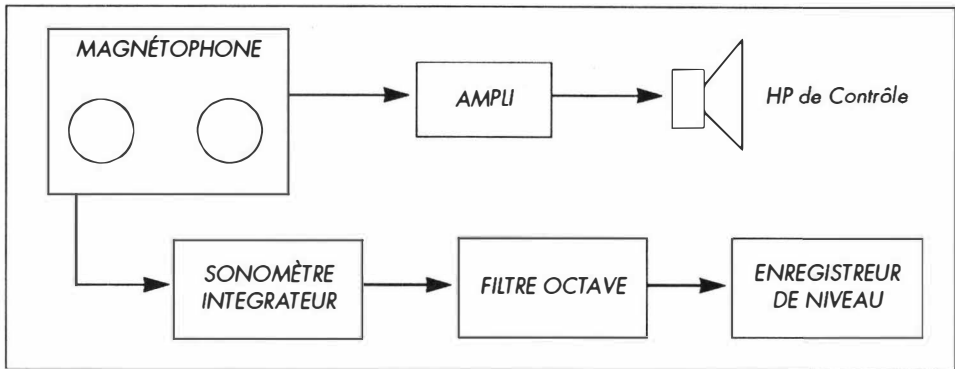 MAGNÉTOPHONE
AMPLI
HP de Contrôle
SONOMÈTRE
INTEGRATEUR
FILTRE OCTAVE
ENREGISTREUR
DE NIVEAU